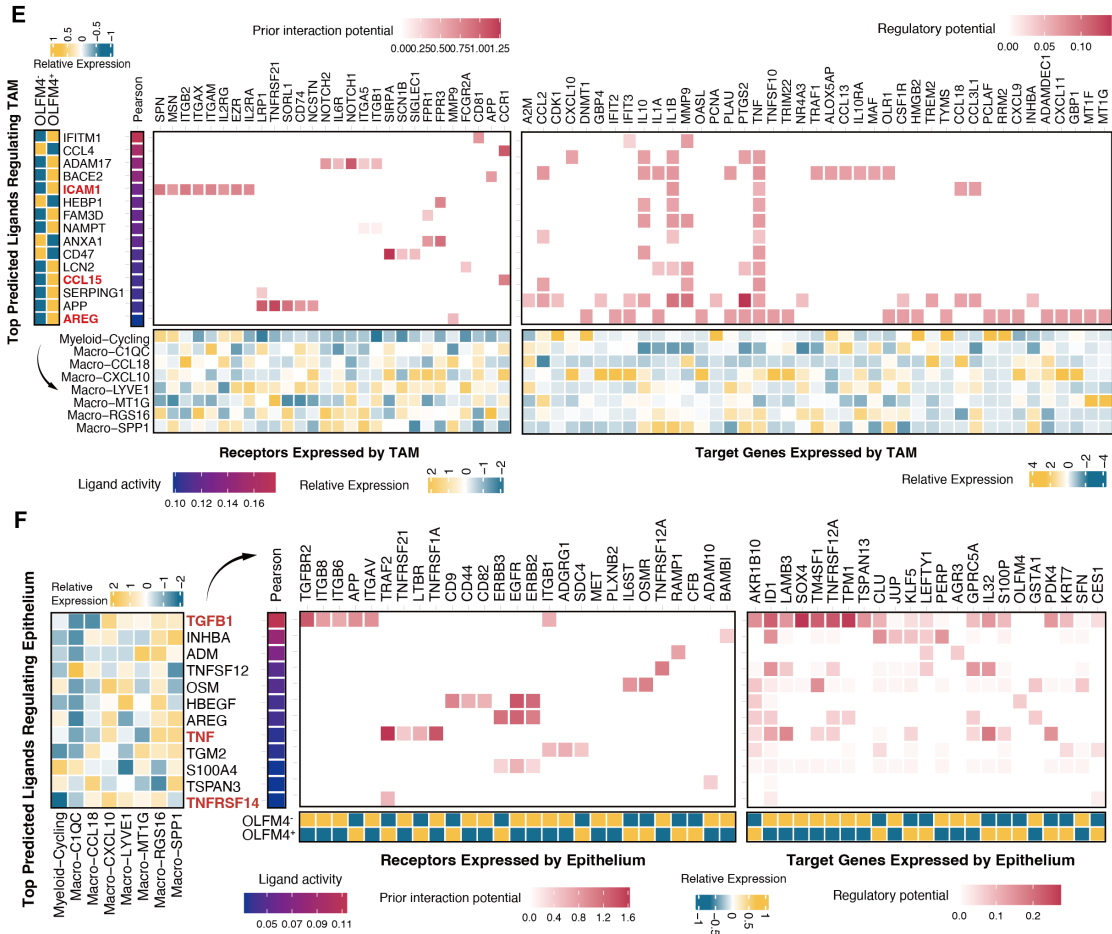 E
Prior interaction potential
0.000.250.500.751.001.25
Regulatory potential
0.00 0.05 0.10
1 0.5 0 −0.5 −1
Relative Expression
OLFM4⁻ OLFM4⁺ Pearson
SPN MSN ITGB2 ITGAX ITGAM IL2RG EZR IL2RA LRP1 TNFRSF21 SORL1 CD74 NCSTN NOTCH2 IL6R NOTCH1 ITGA5 ITGB1 SIRPA SCN1B SIGLEC1 FPR1 FPR3 MMP9 FCGR2A CD81 APP CCR1
A2M CCL2 CDK1 CXCL10 DNMT1 GBP4 IFIT2 IFIT3 IL10 IL1A IL1B MMP9 OASL PCNA PLAU PTGS2 TNF TNFSF10 TRIM22 NR4A3 TRAF1 ALOX5AP CCL13 IL10RA MAF OLR1 CSF1R HMGB2 TREM2 TYMS CCL18 CCL3L1 PCLAF RRM2 CXCL9 INHBA ADAMDEC1 CXCL11 GBP1 MT1F MT1G
Top Predicted Ligands Regulating TAM
IFITM1
CCL4
ADAM17
BACE2
ICAM1
HEBP1
FAM3D
NAMPT
ANXA1
CD47
LCN2
CCL15
SERPING1
APP
AREG
Myeloid−Cycling
Macro−C1QC
Macro−CCL18
Macro−CXCL10
Macro−LYVE1
Macro−MT1G
Macro−RGS16
Macro−SPP1
Receptors Expressed by TAM
Target Genes Expressed by TAM
Ligand activity
0.10 0.12 0.14 0.16
Relative Expression
2 1 0 −1 −2
Relative Expression
4 2 0 −2 −4
F
Relative
Expression
2 1 0 −1 −2
Pearson
TGFBR2 ITGB8 ITGB6 APP ITGAV TRAF2 TNFRSF21 LTBR TNFRSF1A CD9 CD44 CD82 ERBB3 EGFR ERBB2 ITGB1 ADGRG1 SDC4 MET PLXNB2 IL6ST OSMR TNFRSF12A RAMP1 CFB ADAM10 BAMBI
AKR1B10 ID1 LAMB3 SOX4 TM4SF1 TNFRSF12A TPM1 TSPAN13 CLU JUP KLF5 LEFTY1 PERP AGR3 GPRC5A IL32 S100P OLFM4 GSTA1 PDK4 KRT7 SFN CES1
Top Predicted Ligands Regulating Epithelium
TGFB1
INHBA
ADM
TNFSF12
OSM
HBEGF
AREG
TNF
TGM2
S100A4
TSPAN3
TNFRSF14
Myeloid−Cycling Macro−C1QC Macro−CCL18 Macro−CXCL10 Macro−LYVE1 Macro−MT1G Macro−RGS16 Macro−SPP1
OLFM4⁻
OLFM4⁺
Receptors Expressed by Epithelium
Target Genes Expressed by Epithelium
Ligand activity
0.05 0.07 0.09 0.11
Prior interaction potential
0.0 0.4 0.8 1.2 1.6
Relative Expression
−1 −0.5 0 0.5 1
Regulatory potential
0.0 0.1 0.2